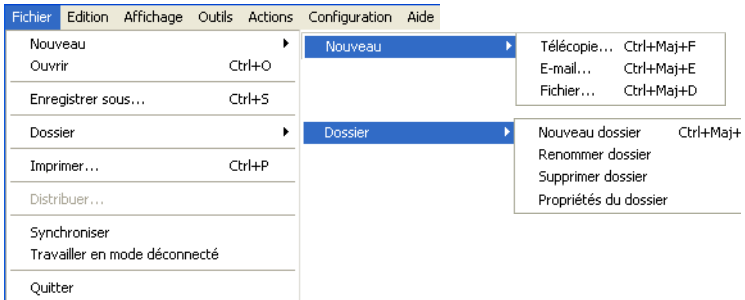 Fichier Edition Affichage Outils Actions Configuration Aide
Nouveau
Ouvrir Ctrl+O
Enregistrer sous... Ctrl+S
Dossier
Imprimer... Ctrl+P
Distribuer...
Synchroniser
Travailler en mode déconnecté
Quitter
Nouveau
Télécopie... Ctrl+Maj+F
E-mail... Ctrl+Maj+E
Fichier... Ctrl+Maj+D
Dossier
Nouveau dossier Ctrl+Maj+
Renommer dossier
Supprimer dossier
Propriétés du dossier